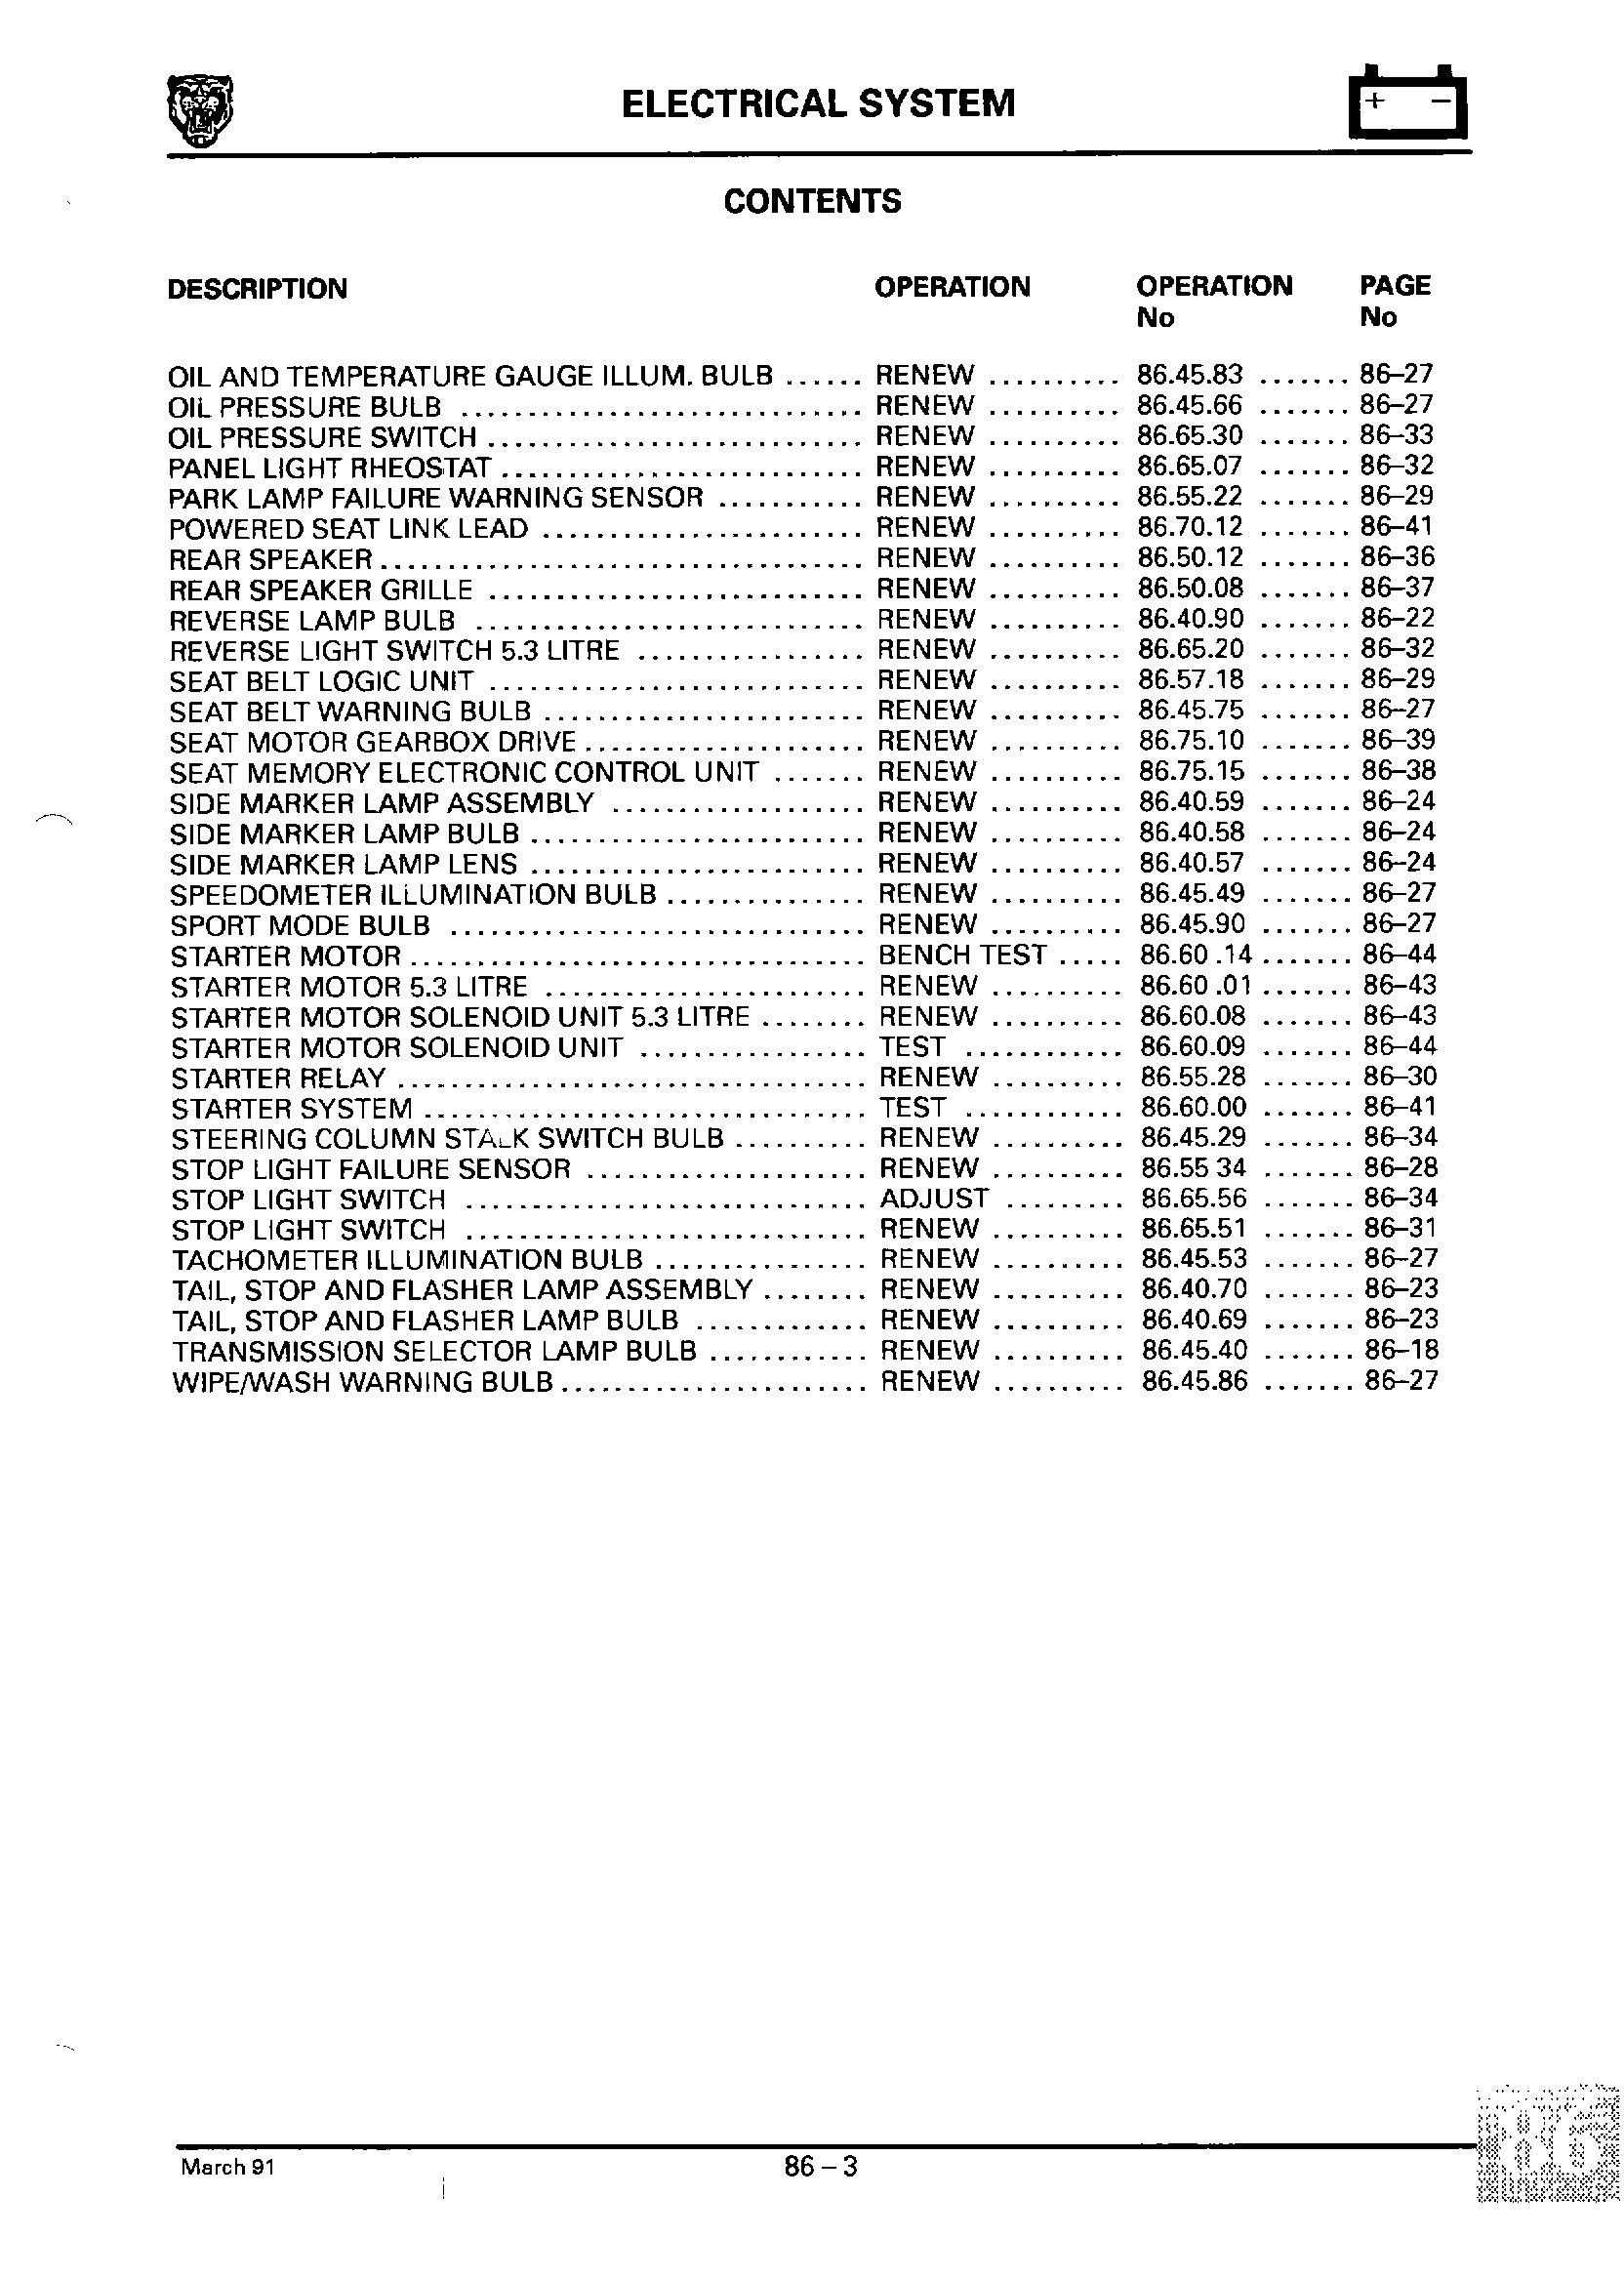 ELECTRICAL SYSTEM
+ –
CONTENTS
DESCRIPTION OPERATION OPERATION PAGE
No No
OIL AND TEMPERATURE GAUGE ILLUM. BULB ...... RENEW .......... 86.45.83 ....... 86–27
OIL PRESSURE BULB .............................. RENEW .......... 86.45.66 ....... 86–27
OIL PRESSURE SWITCH ............................ RENEW .......... 86.65.30 ....... 86–33
PANEL LIGHT RHEOSTAT ........................... RENEW .......... 86.65.07 ....... 86–32
PARK LAMP FAILURE WARNING SENSOR ........... RENEW .......... 86.55.22 ....... 86–29
POWERED SEAT LINK LEAD ........................ RENEW .......... 86.70.12 ....... 86–41
REAR SPEAKER .................................... RENEW .......... 86.50.12 ....... 86–36
REAR SPEAKER GRILLE ............................ RENEW .......... 86.50.08 ....... 86–37
REVERSE LAMP BULB ............................. RENEW .......... 86.40.90 ....... 86–22
REVERSE LIGHT SWITCH 5.3 LITRE ................. RENEW .......... 86.65.20 ....... 86–32
SEAT BELT LOGIC UNIT ............................ RENEW .......... 86.57.18 ....... 86–29
SEAT BELT WARNING BULB ........................ RENEW .......... 86.45.75 ....... 86–27
SEAT MOTOR GEARBOX DRIVE ..................... RENEW .......... 86.75.10 ....... 86–39
SEAT MEMORY ELECTRONIC CONTROL UNIT ....... RENEW .......... 86.75.15 ....... 86–38
SIDE MARKER LAMP ASSEMBLY ................... RENEW .......... 86.40.59 ....... 86–24
SIDE MARKER LAMP BULB ......................... RENEW .......... 86.40.58 ....... 86–24
SIDE MARKER LAMP LENS ......................... RENEW .......... 86.40.57 ....... 86–24
SPEEDOMETER ILLUMINATION BULB ............... RENEW .......... 86.45.49 ....... 86–27
SPORT MODE BULB ............................... RENEW .......... 86.45.90 ....... 86–27
STARTER MOTOR .................................. BENCH TEST ..... 86.60 .14 ....... 86–44
STARTER MOTOR 5.3 LITRE ........................ RENEW .......... 86.60 .01 ....... 86–43
STARTER MOTOR SOLENOID UNIT 5.3 LITRE ........ RENEW .......... 86.60.08 ....... 86–43
STARTER MOTOR SOLENOID UNIT ................. TEST ............ 86.60.09 ....... 86–44
STARTER RELAY ................................... RENEW .......... 86.55.28 ....... 86–30
STARTER SYSTEM ................................. TEST ............ 86.60.00 ....... 86–41
STEERING COLUMN STALK SWITCH BULB .......... RENEW .......... 86.45.29 ....... 86–34
STOP LIGHT FAILURE SENSOR ..................... RENEW .......... 86.55 34 ....... 86–28
STOP LIGHT SWITCH .............................. ADJUST ......... 86.65.56 ....... 86–34
STOP LIGHT SWITCH .............................. RENEW .......... 86.65.51 ....... 86–31
TACHOMETER ILLUMINATION BULB ................ RENEW .......... 86.45.53 ....... 86–27
TAIL, STOP AND FLASHER LAMP ASSEMBLY ........ RENEW .......... 86.40.70 ....... 86–23
TAIL, STOP AND FLASHER LAMP BULB ............. RENEW .......... 86.40.69 ....... 86–23
TRANSMISSION SELECTOR LAMP BULB ............ RENEW .......... 86.45.40 ....... 86–18
WIPE/WASH WARNING BULB ....................... RENEW .......... 86.45.86 ....... 86–27
86
March 91 86 – 3